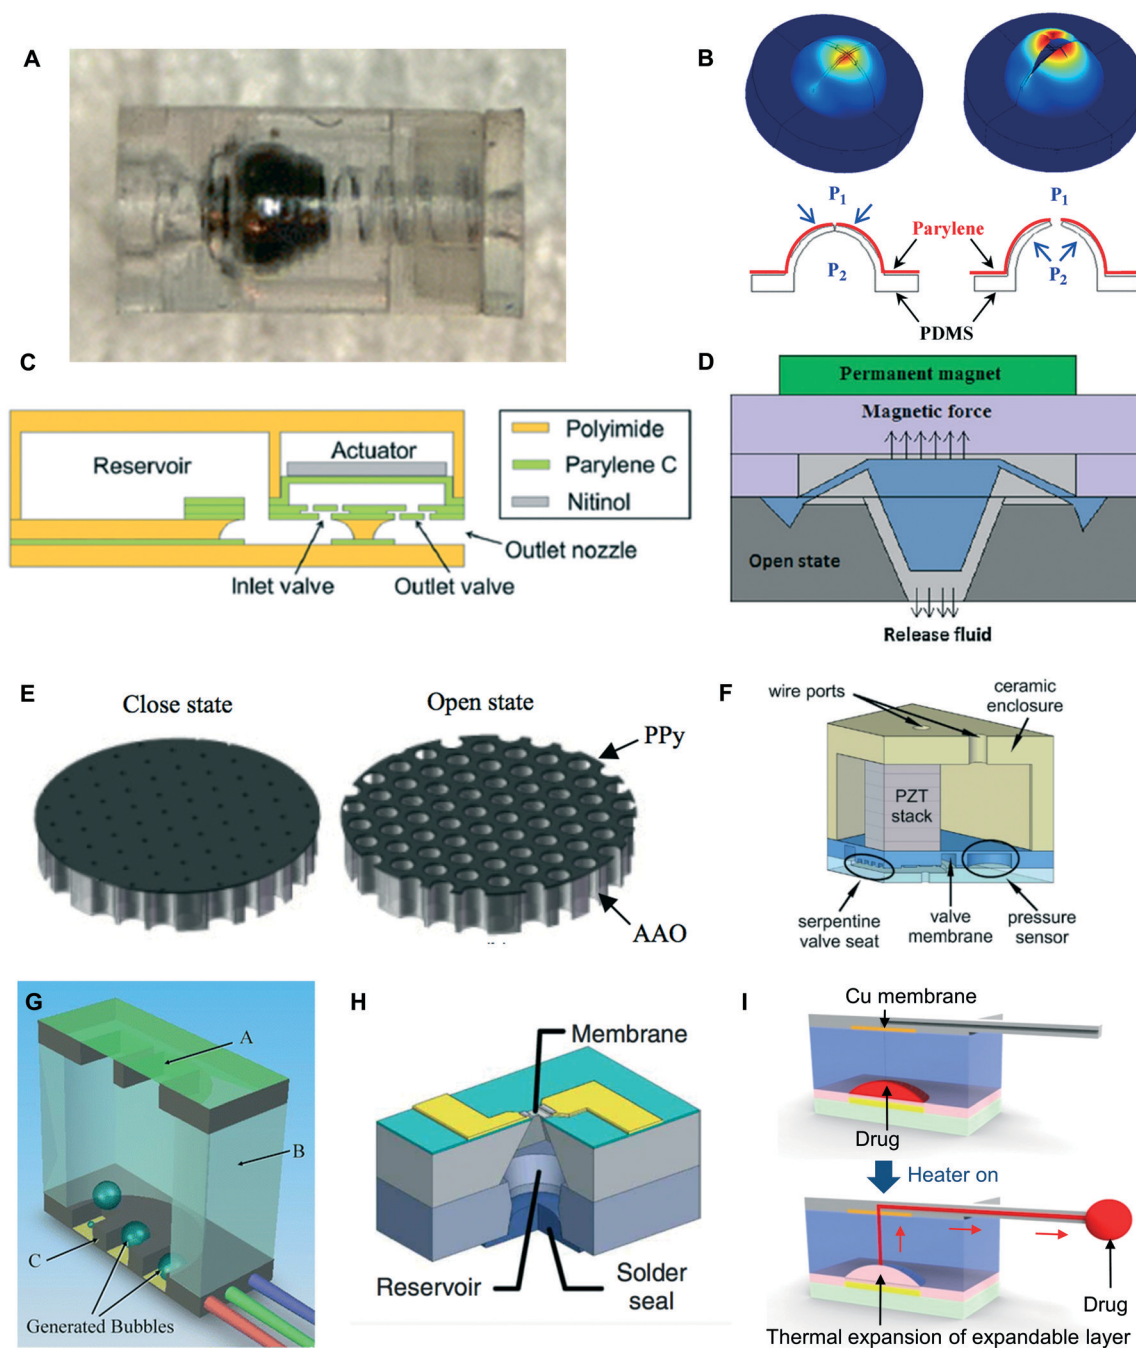 A
B
P1
P1
Parylene
P2
P2
PDMS
C
Reservoir
Actuator
Polyimide
Parylene C
Nitinol
Outlet nozzle
Inlet valve
Outlet valve
D
Permanent magnet
Magnetic force
Open state
Release fluid
E
Close state
Open state
PPy
AAO
F
wire ports
ceramic
enclosure
PZT
stack
serpentine
valve seat
valve
membrane
pressure
sensor
G
A
B
C
Generated Bubbles
H
Membrane
Reservoir
Solder
seal
I
Cu membrane
Drug
Heater on
Drug
Thermal expansion of expandable layer